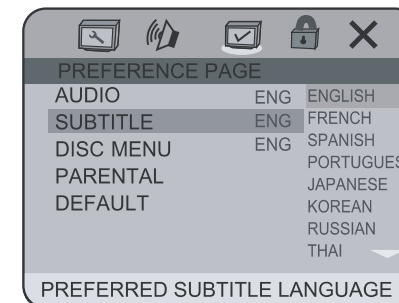 PREFERENCE PAGE
AUDIO ENG ENGLISH
SUBTITLE ENG FRENCH
DISC MENU ENG SPANISH
PARENTAL PORTUGUES
DEFAULT JAPANESE
KOREAN
RUSSIAN
THAI
PREFERRED SUBTITLE LANGUAGE